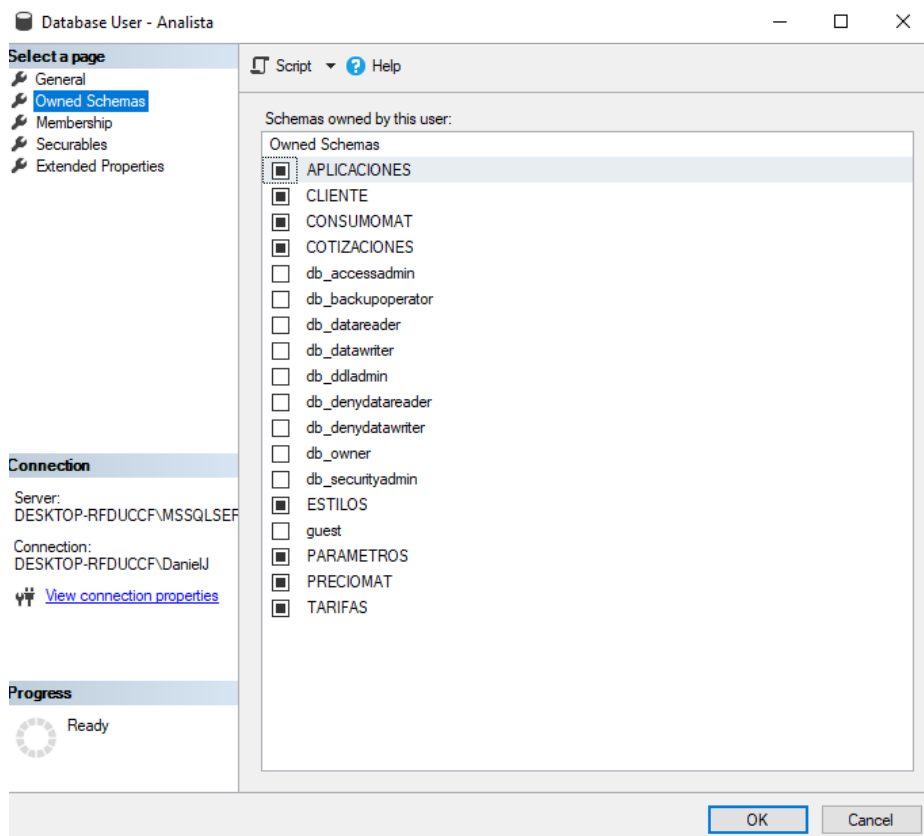 Database User - Analista
Select a page
General
Owned Schemas
Membership
Securables
Extended Properties
Script
Help
Schemas owned by this user:
Owned Schemas
APLICACIONES
CLIENTE
CONSUMOMAT
COTIZACIONES
db_accessadmin
db_backupoperator
db_datareader
db_datawriter
db_ddladmin
db_denydatareader
db_denydatawriter
db_owner
db_securityadmin
ESTILOS
guest
PARAMETROS
PRECIOMAT
TARIFAS
Connection
Server:
DESKTOP-RFDUCCF\MSSQLSEF
Connection:
DESKTOP-RFDUCCF\DanielJ
View connection properties
Progress
Ready
OK
Cancel